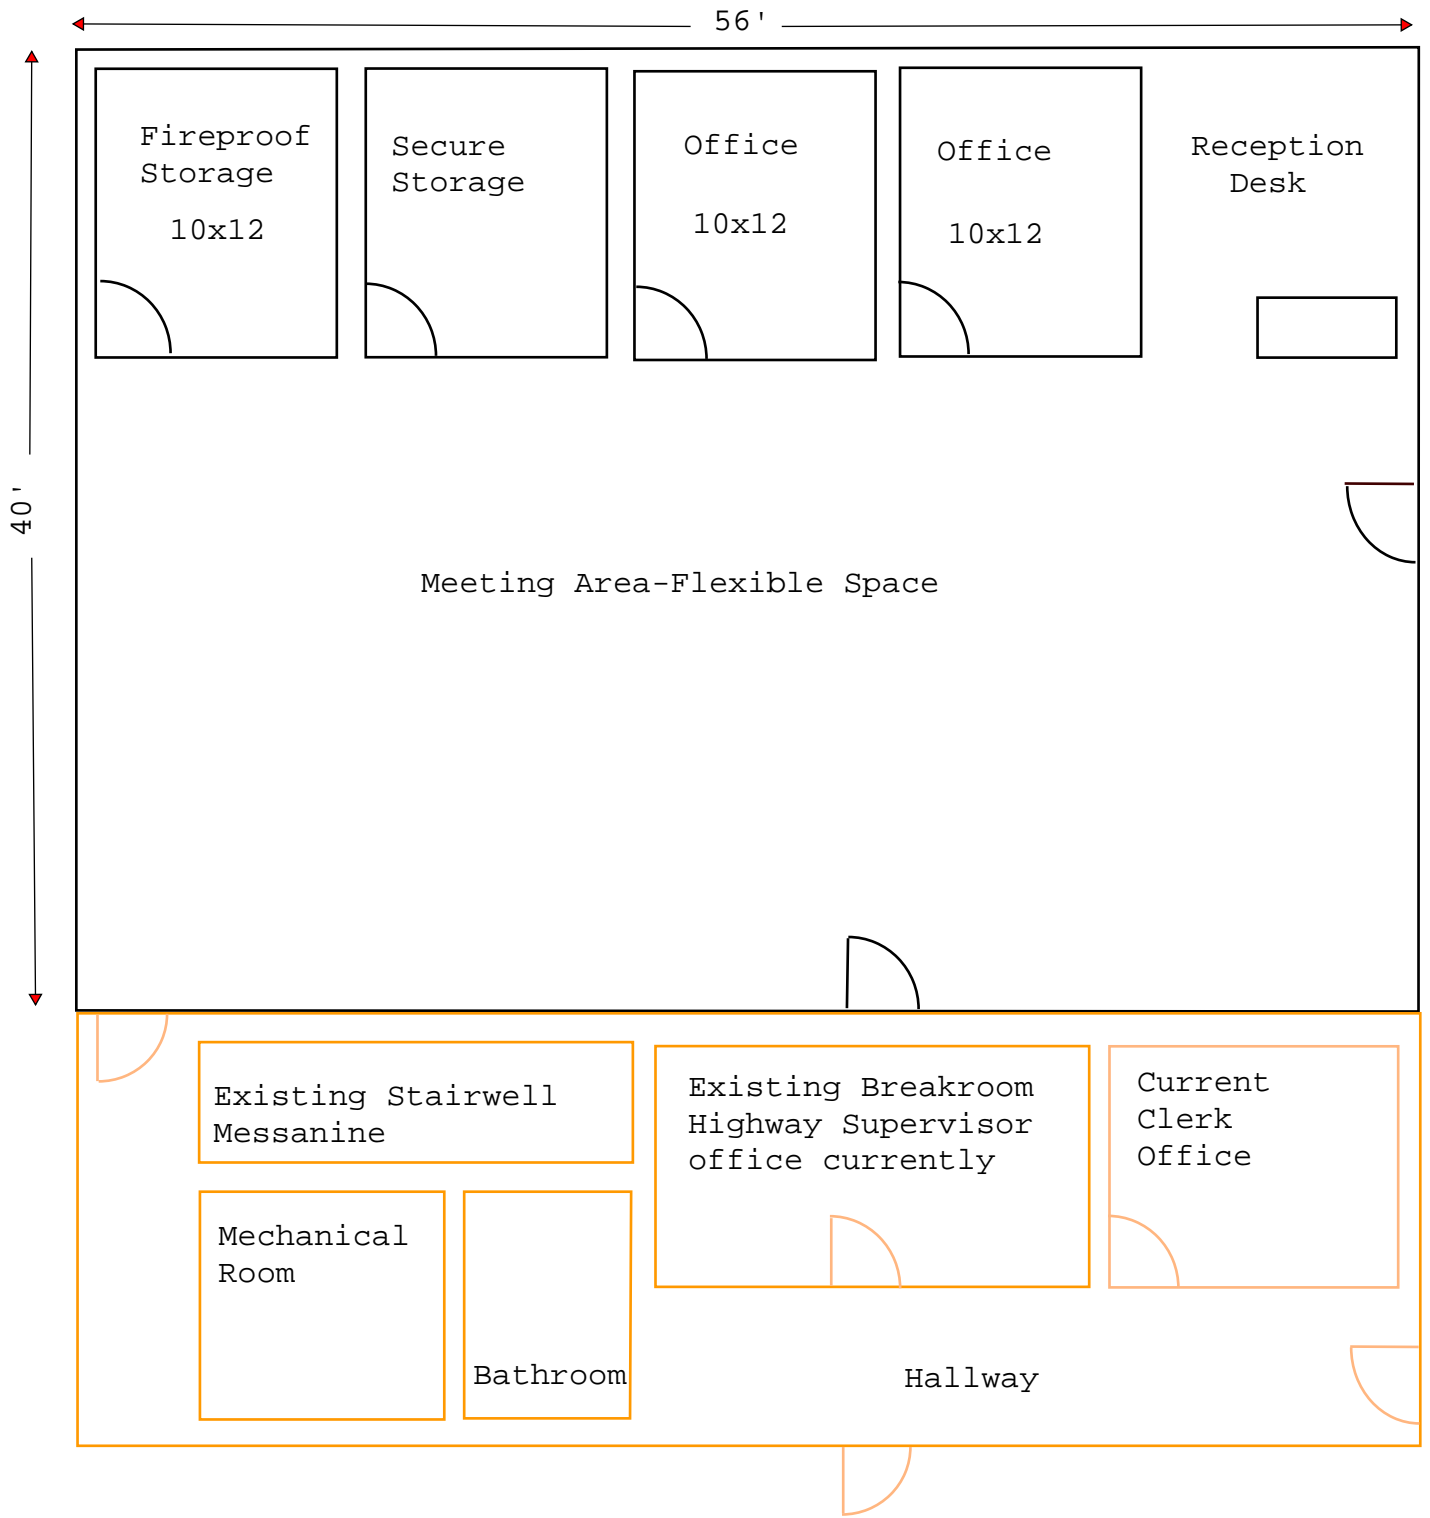 56'
Fireproof
Storage
10x12
Secure
Storage
Office
10x12
Office
10x12
Reception
Desk
40'
Meeting Area-Flexible Space
Existing Stairwell
Messanine
Existing Breakroom
Highway Supervisor
office currently
Current
Clerk
Office
Mechanical
Room
Bathroom
Hallway